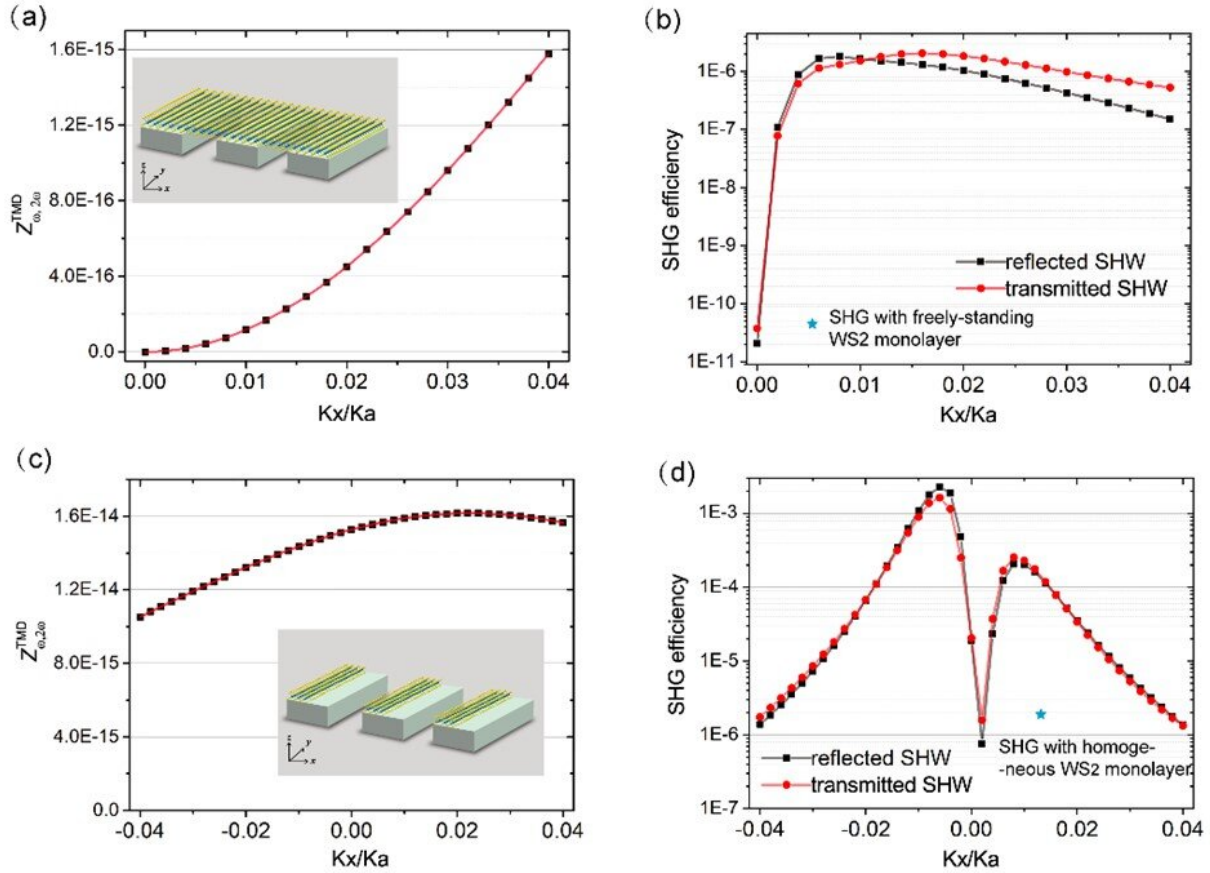 (a)
1.6E-15
1.2E-15
8.0E-16
4.0E-16
0.0
Z^TMD_ω, 2ω
z
y
x
0.00 0.01 0.02 0.03 0.04
Kx/Ka
(b)
1E-6
1E-7
1E-8
1E-9
1E-10
1E-11
SHG efficiency
reflected SHW
transmitted SHW
SHG with freely-standing
WS2 monolayer
0.00 0.01 0.02 0.03 0.04
Kx/Ka
(c)
1.6E-14
1.2E-14
8.0E-15
4.0E-15
0.0
Z^TMD_ω,2ω
z
y
x
-0.04 -0.02 0.00 0.02 0.04
Kx/Ka
(d)
1E-3
1E-4
1E-5
1E-6
1E-7
SHG efficiency
reflected SHW
transmitted SHW
SHG with homoge-
-neous WS2 monolayer
-0.04 -0.02 0.00 0.02 0.04
Kx/Ka